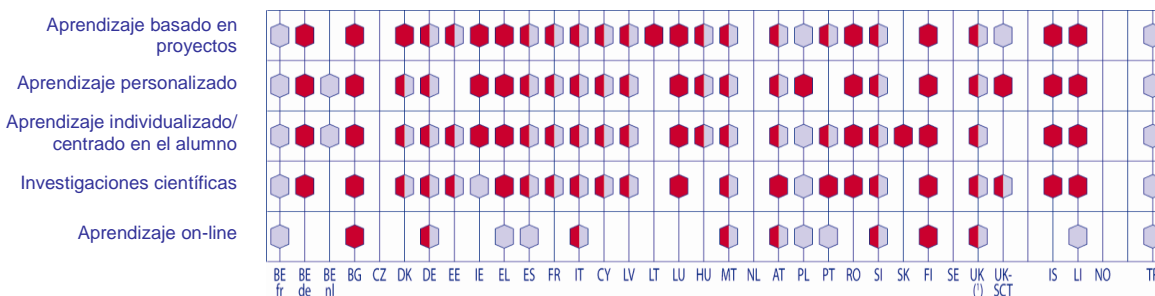 Aprendizaje basado en
proyectos
Aprendizaje personalizado
Aprendizaje individualizado/
centrado en el alumno
Investigaciones científicas
Aprendizaje on-line
BE BE BE BG CZ DK DE EE IE EL ES FR IT CY LV LT LU HU MT NL AT PL PT RO SI SK FI SE UK UK- IS LI NO
fr de nl (¹) SCT